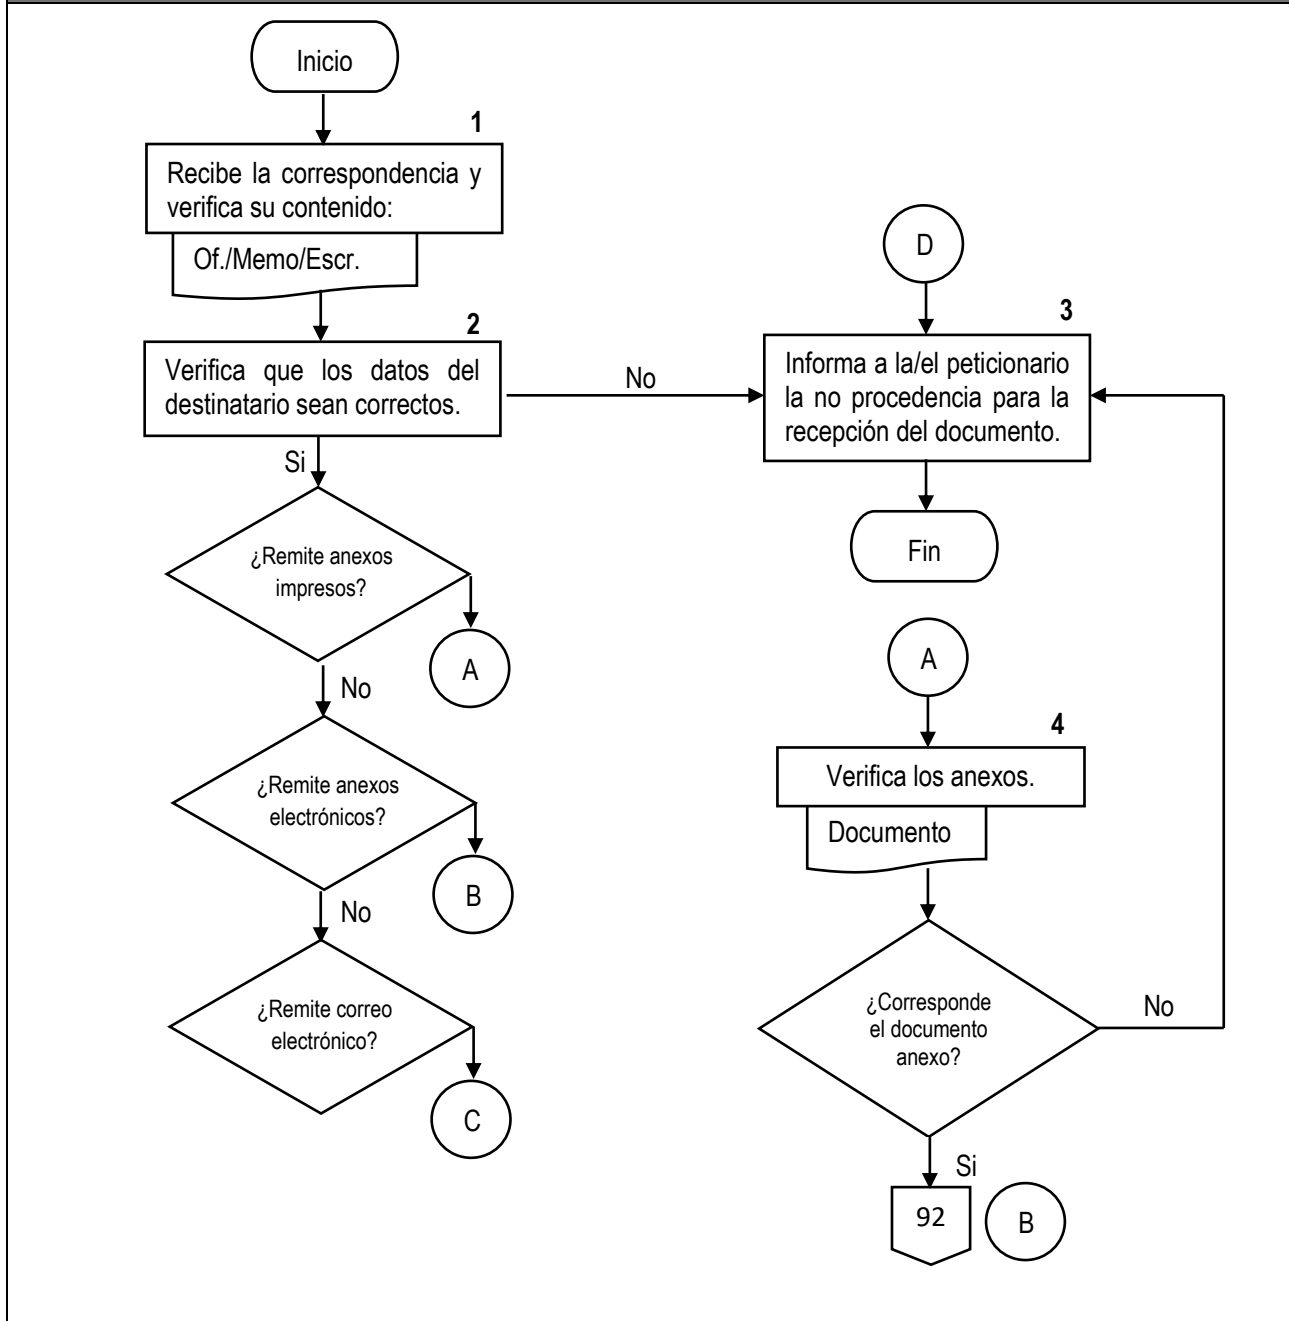 Inicio
1
Recibe la correspondencia y
verifica su contenido:
Of./Memo/Escr.
2
Verifica que los datos del
destinatario sean correctos.
No
Si
¿Remite anexos
impresos?
A
No
¿Remite anexos
electrónicos?
B
No
¿Remite correo
electrónico?
C
D
3
Informa a la/el peticionario
la no procedencia para la
recepción del documento.
Fin
A
4
Verifica los anexos.
Documento
¿Corresponde
el documento
anexo?
No
Si
92
B